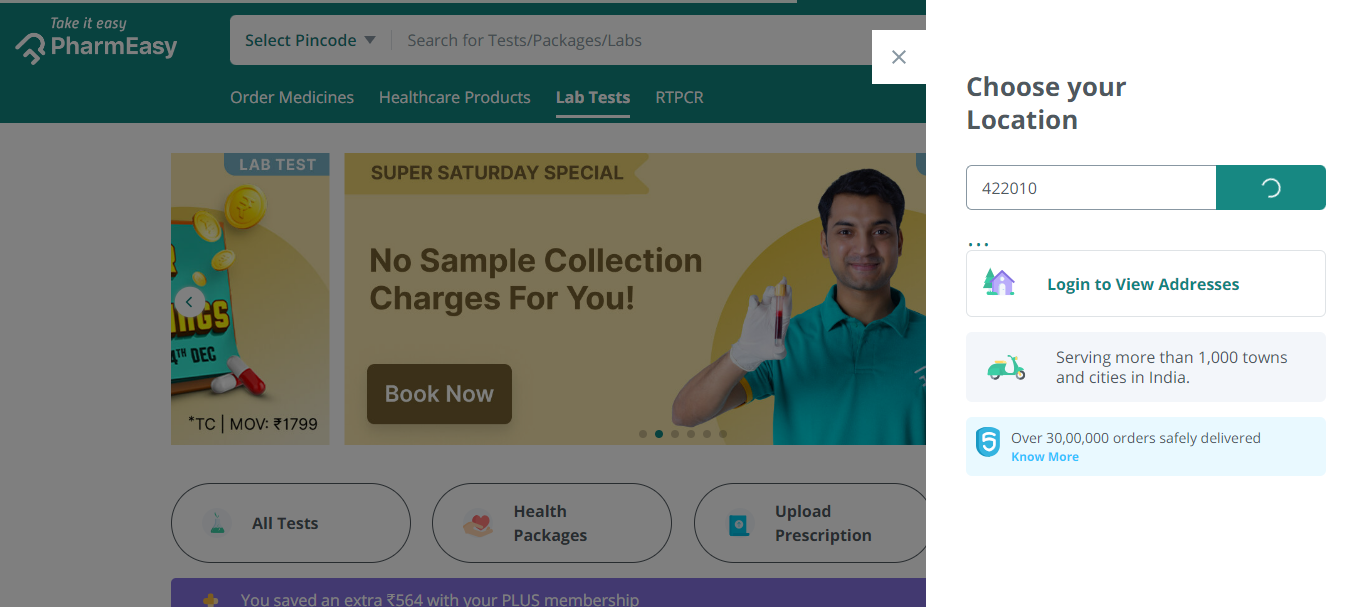 Take it easy
PharmEasy
Select Pincode
Search for Tests/Packages/Labs
Order Medicines
Healthcare Products
Lab Tests
RTPCR
LAB TEST
4TH DEC
*TC | MOV: ₹1799
SUPER SATURDAY SPECIAL
No Sample Collection
Charges For You!
Book Now
All Tests
Health
Packages
Upload
Prescription
You saved an extra ₹564 with your PLUS membership
Choose your
Location
422010
...
Login to View Addresses
Serving more than 1,000 towns
and cities in India.
Over 30,00,000 orders safely delivered
Know More